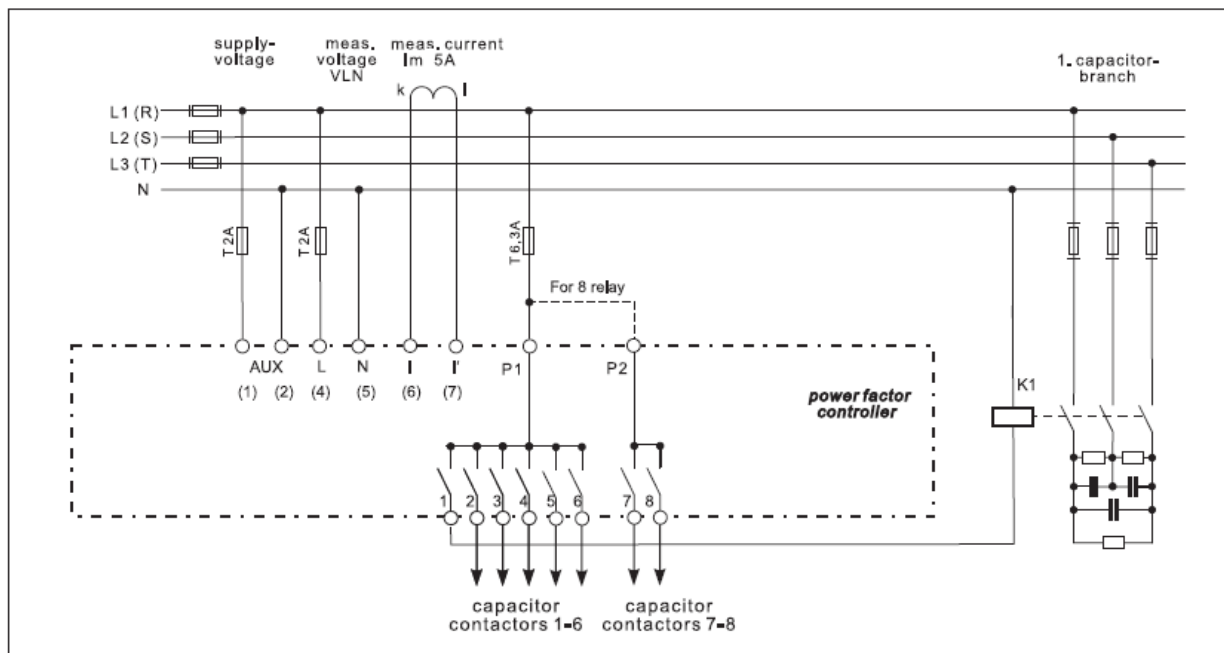 supply-
voltage
meas.
voltage
VLN
meas. current
Im 5A
k l
1. capacitor-
branch
L1 (R)
L2 (S)
L3 (T)
N
T2A
T2A
T6,3A
For 8 relay
AUX L N I I' P1 P2
(1) (2) (4) (5) (6) (7)
power factor
controller
K1
1 2 3 4 5 6 7 8
capacitor
contactors 1-6
capacitor
contactors 7-8